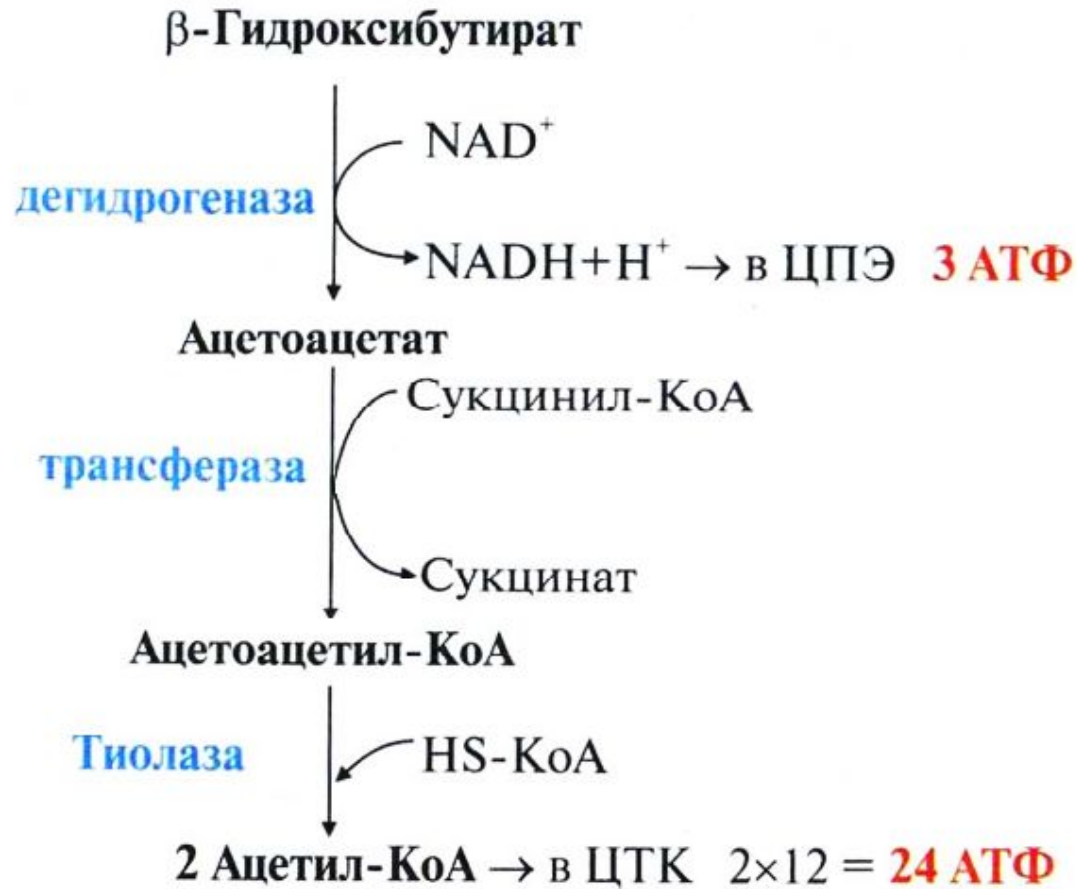 β-Гидроксибутират
NAD⁺
дегидрогеназа
NADH+H⁺ → в ЦПЭ 3 АТФ
Ацетоацетат
Сукцинил-КоА
трансфераза
Сукцинат
Ацетоацетил-КоА
Тиолаза
HS-КоА
2 Ацетил-КоА → в ЦТК 2×12 = 24 АТФ